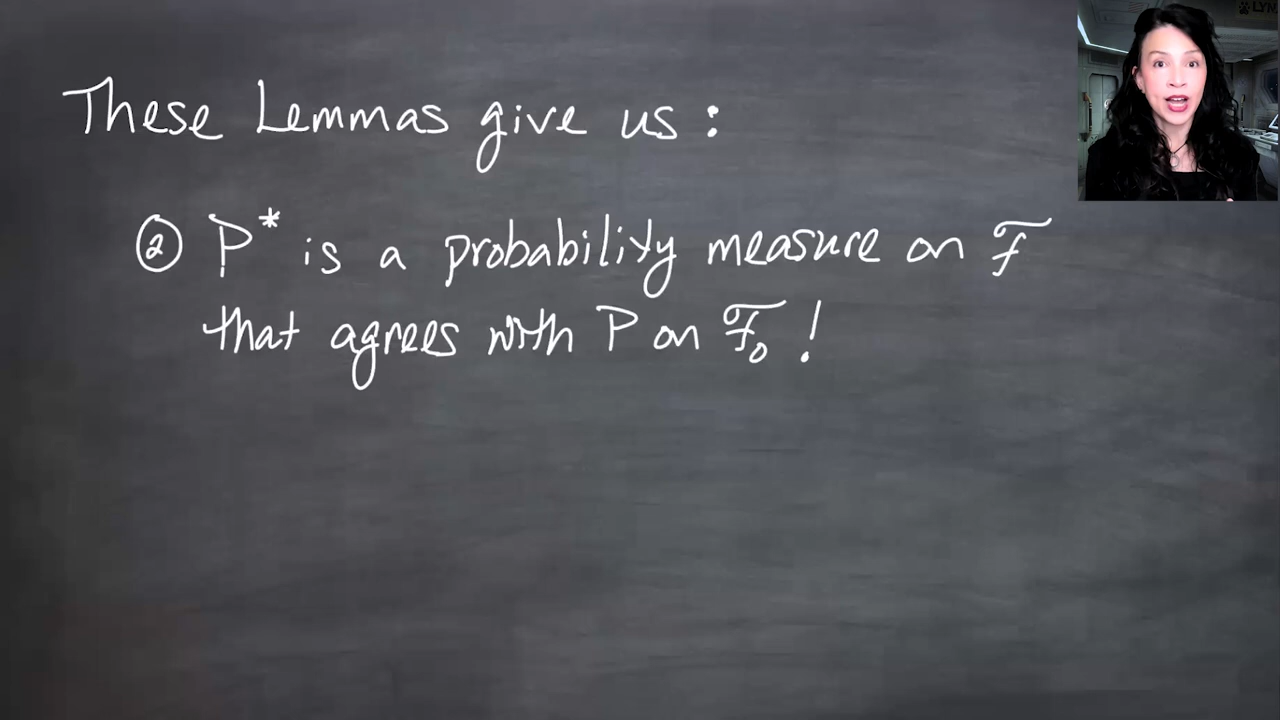 These Lemmas give us:
② P* is a probability measure on ℱ
that agrees with P on ℱ₀!